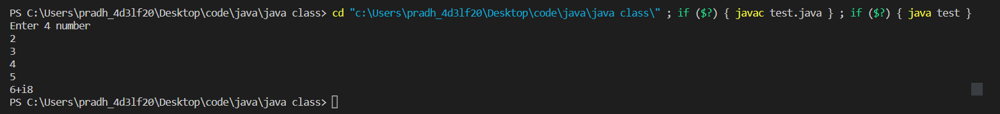 PS C:\Users\pradh_4d3lf20\Desktop\code\java\java class> cd "c:\Users\pradh_4d3lf20\Desktop\code\java\java class\" ; if ($?) { javac test.java } ; if ($?) { java test }
Enter 4 number
2
3
4
5
6+i8
PS C:\Users\pradh_4d3lf20\Desktop\code\java\java class>